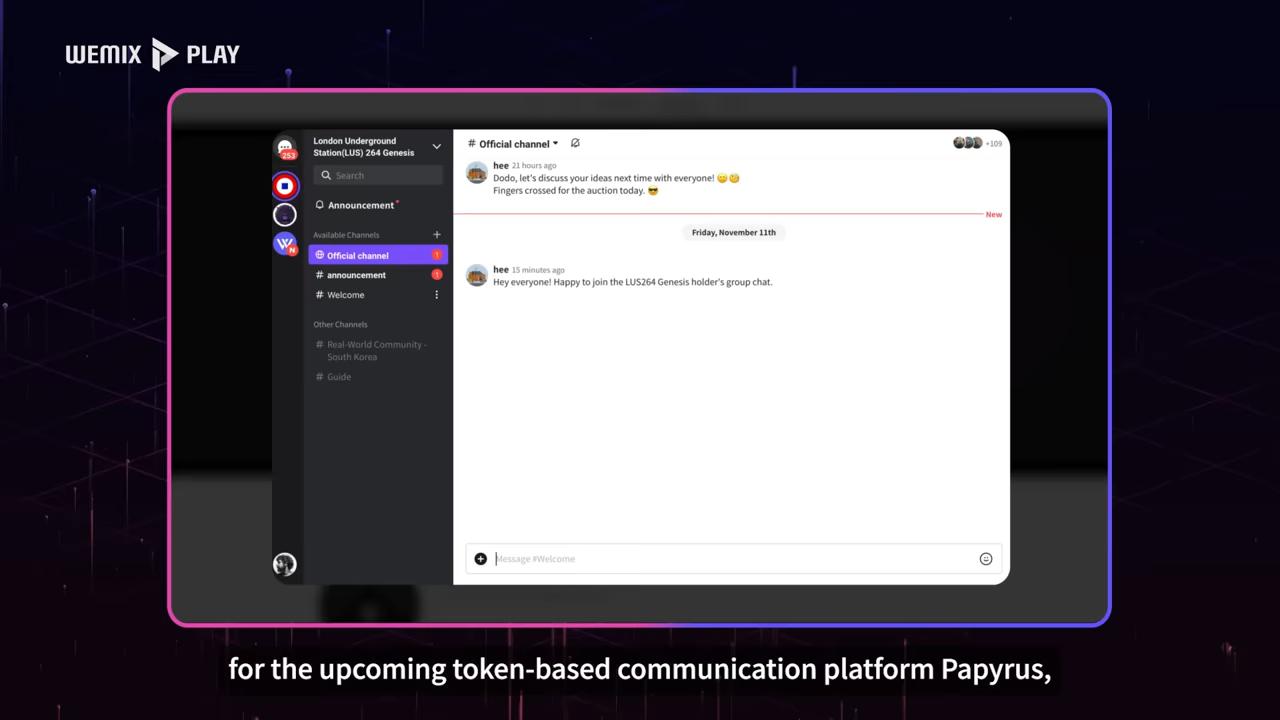 WEMIX PLAY
253
London Underground
Station(LUS) 264 Genesis
Search
Announcement
Available Channels
Official channel 1
# announcement 1
# Welcome
Other Channels
# Real-World Community -
South Korea
# Guide
# Official channel
+109
hee 21 hours ago
Dodo, let's discuss your ideas next time with everyone! 😀🧐
Fingers crossed for the auction today. 😎
New
Friday, November 11th
hee 15 minutes ago
Hey everyone! Happy to join the LUS264 Genesis holder's group chat.
Message #Welcome
W
N
for the upcoming token-based communication platform Papyrus,